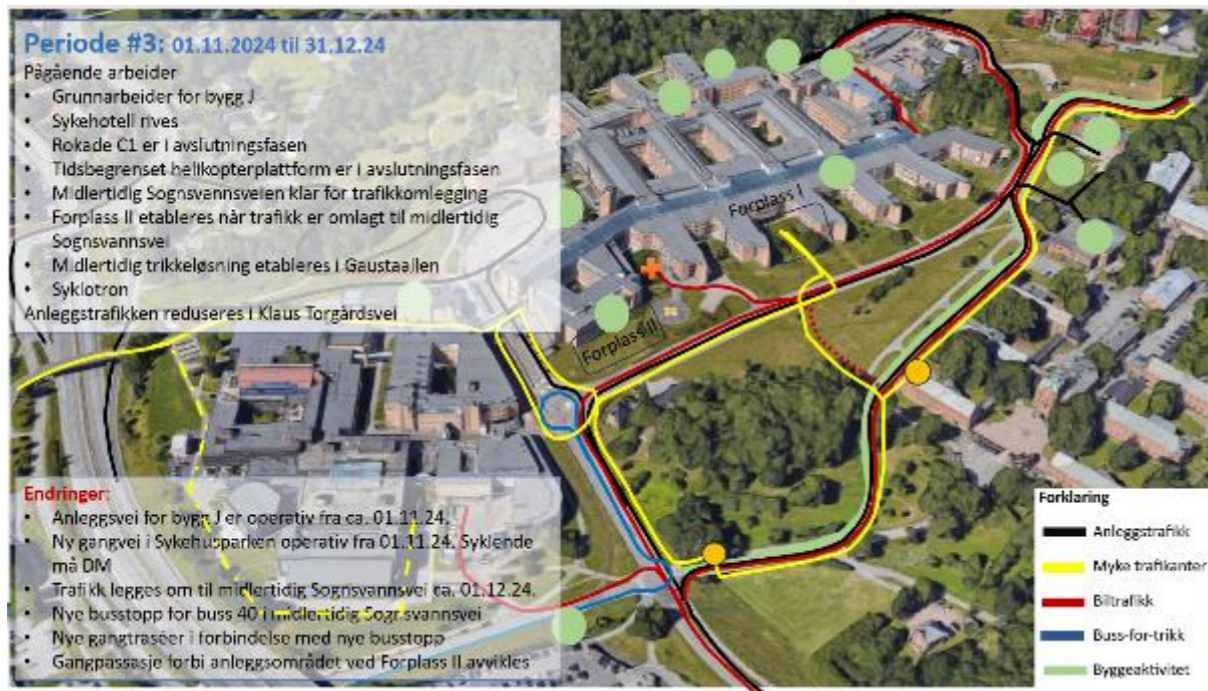 Periode #3: 01.11.2024 til 31.12.24
Pågående arbeider
• Grunnarbeider for bygg J
• Sykehotell rives
• Rokade C1 er i avslutningsfasen
• Tidsbegrenset helikopterplattform er i avslutningsfasen
• Midlertidig Sognsvannsveien klar for trafikkomlegging
• Forplass II etableres når trafikk er omlagt til midlertidig
Sognsvannsvei
• Midlertidig trikkeløsning etableres i Gaustaalleen
• Syklotron
Anleggstrafikken reduseres i Klaus Torgårdsvei
Forplass I
Forplass II
Endringer:
• Anleggsvei for bygg J er operativ fra ca. 01.11.24.
• Ny gangvei i Sykehusparken operativ fra 01.11.24. Syklende
må DM
• Trafikk legges om til midlertidig Sognsvannsvei ca. 01.12.24.
• Nye busstopp for buss 40 i midlertidig Sognsvannsvei
• Nye gangtraséer i forbindelse med nye busstopp
• Gangpassasje forbi anleggsområdet ved Forplass II avvikles
Forklaring
Anleggstrafikk
Myke trafikanter
Biltrafikk
Buss-for-trikk
Byggeaktivitet